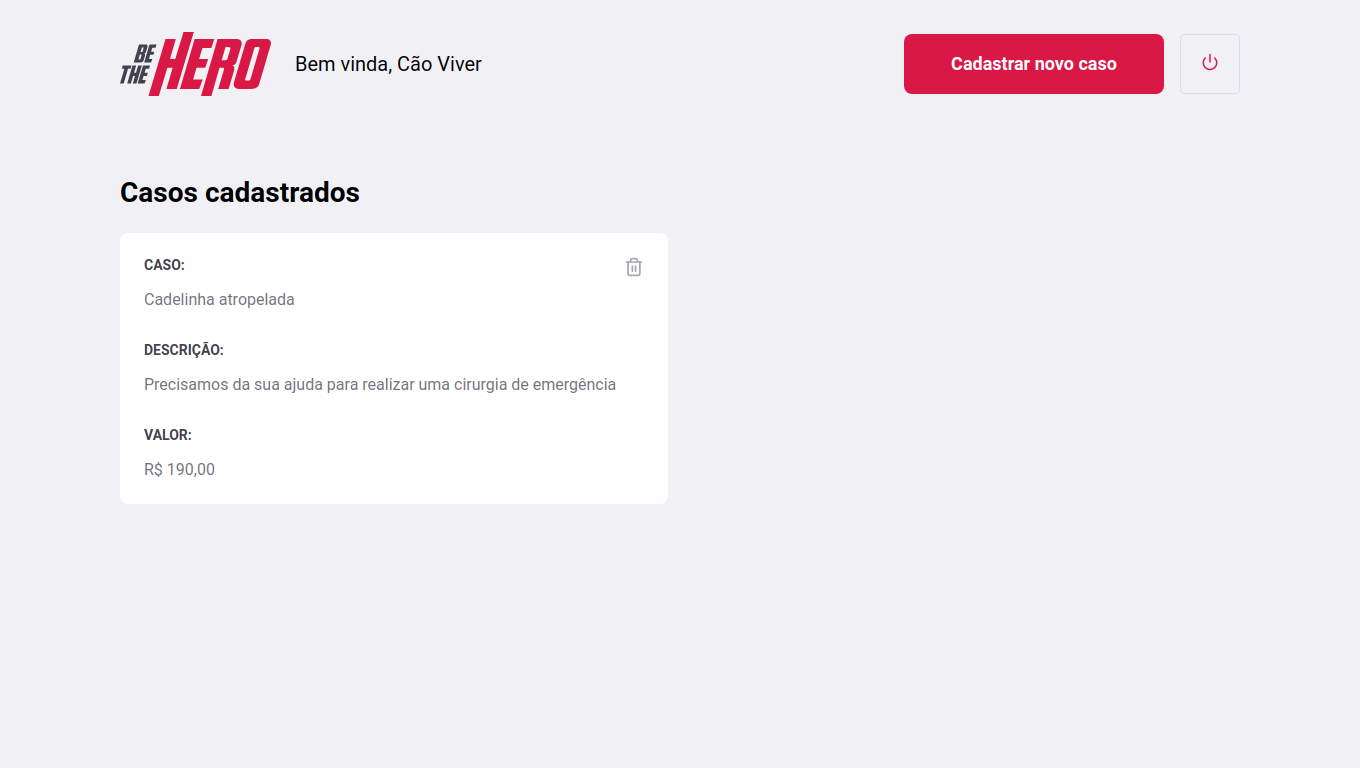 BE THE HERO
Bem vinda, Cão Viver
Cadastrar novo caso
Casos cadastrados
CASO:
Cadelinha atropelada
DESCRIÇÃO:
Precisamos da sua ajuda para realizar uma cirurgia de emergência
VALOR:
R$ 190,00